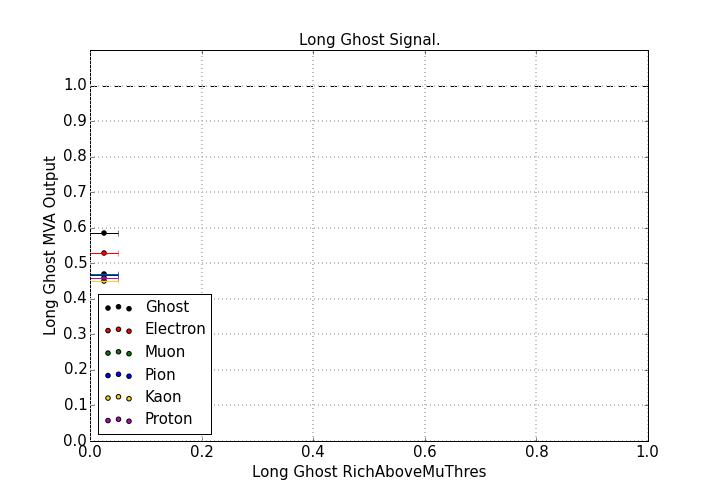 Long Ghost Signal.
Long Ghost MVA Output
1.0
0.9
0.8
0.7
0.6
0.5
0.4
0.3
0.2
0.1
0.0
Ghost
Electron
Muon
Pion
Kaon
Proton
0.0 0.2 0.4 0.6 0.8 1.0
Long Ghost RichAboveMuThres